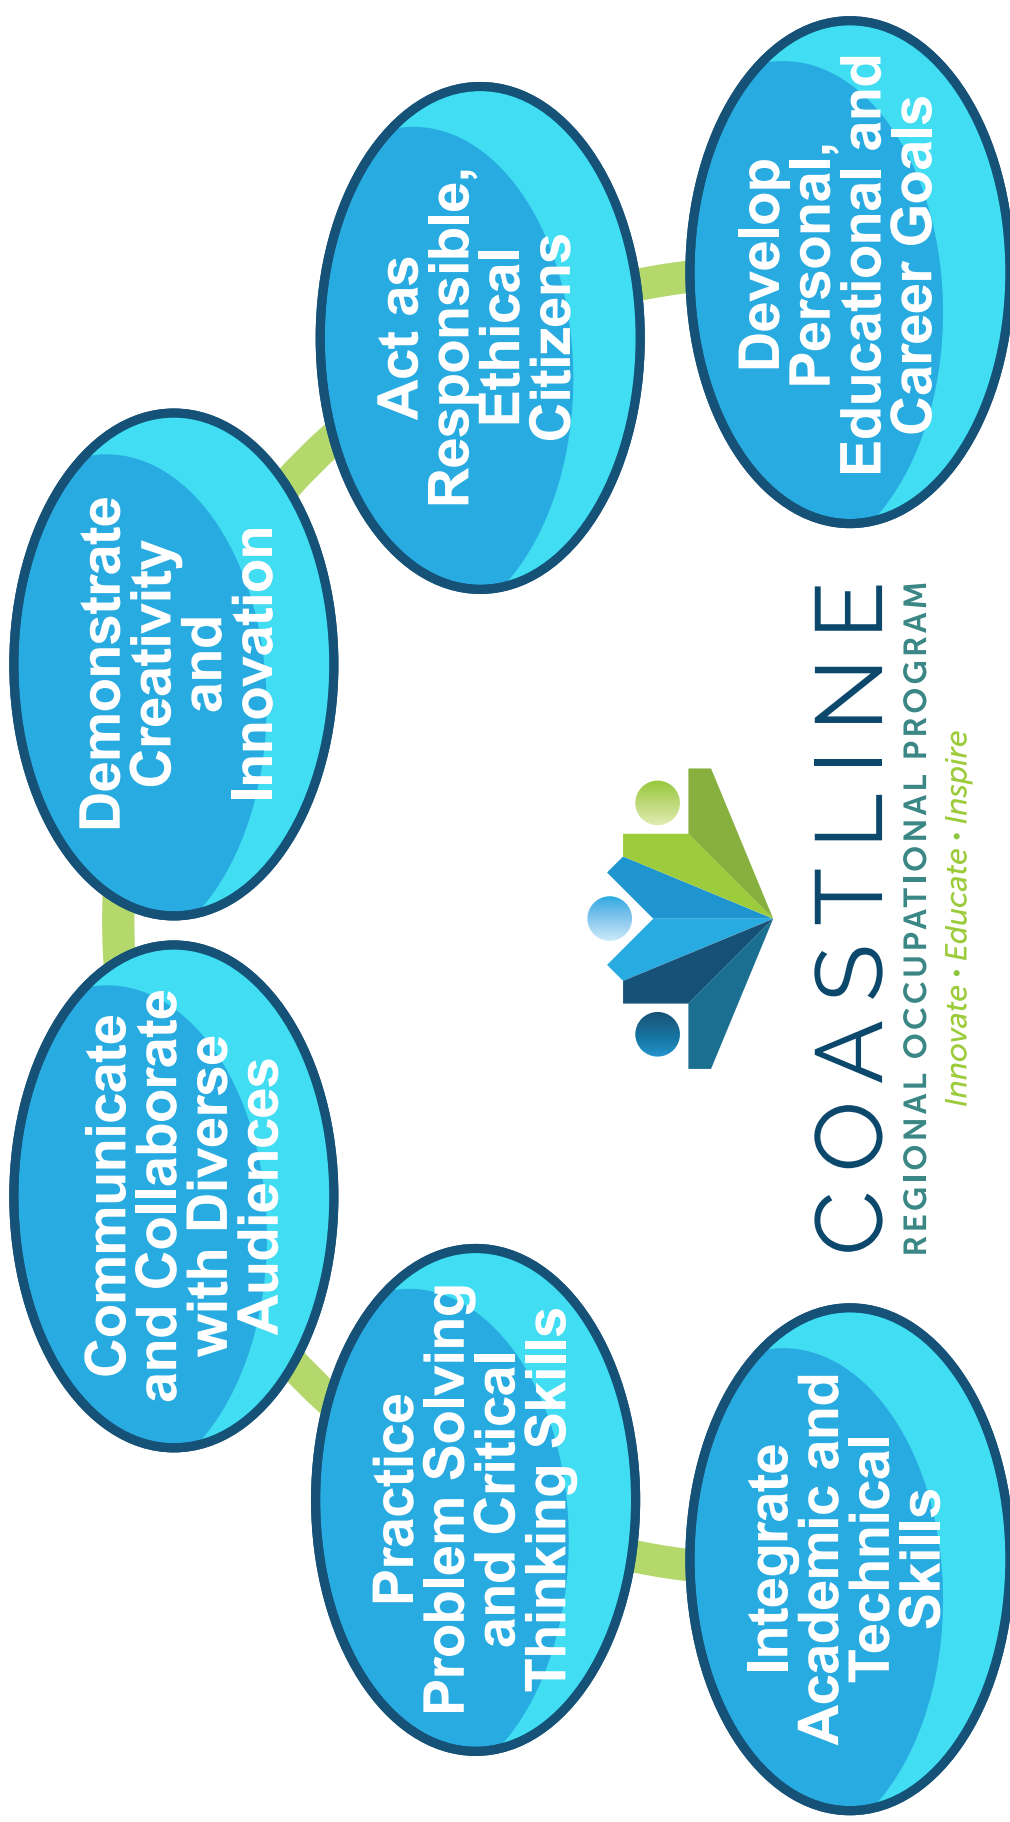 Integrate
Academic and
Technical
Skills
Practice
Problem Solving
and Critical
Thinking Skills
Communicate
and Collaborate
with Diverse
Audiences
Demonstrate
Creativity
and
Innovation
Act as
Responsible,
Ethical
Citizens
Develop
Personal,
Educational and
Career Goals
COASTLINE
REGIONAL OCCUPATIONAL PROGRAM
Innovate • Educate • Inspire